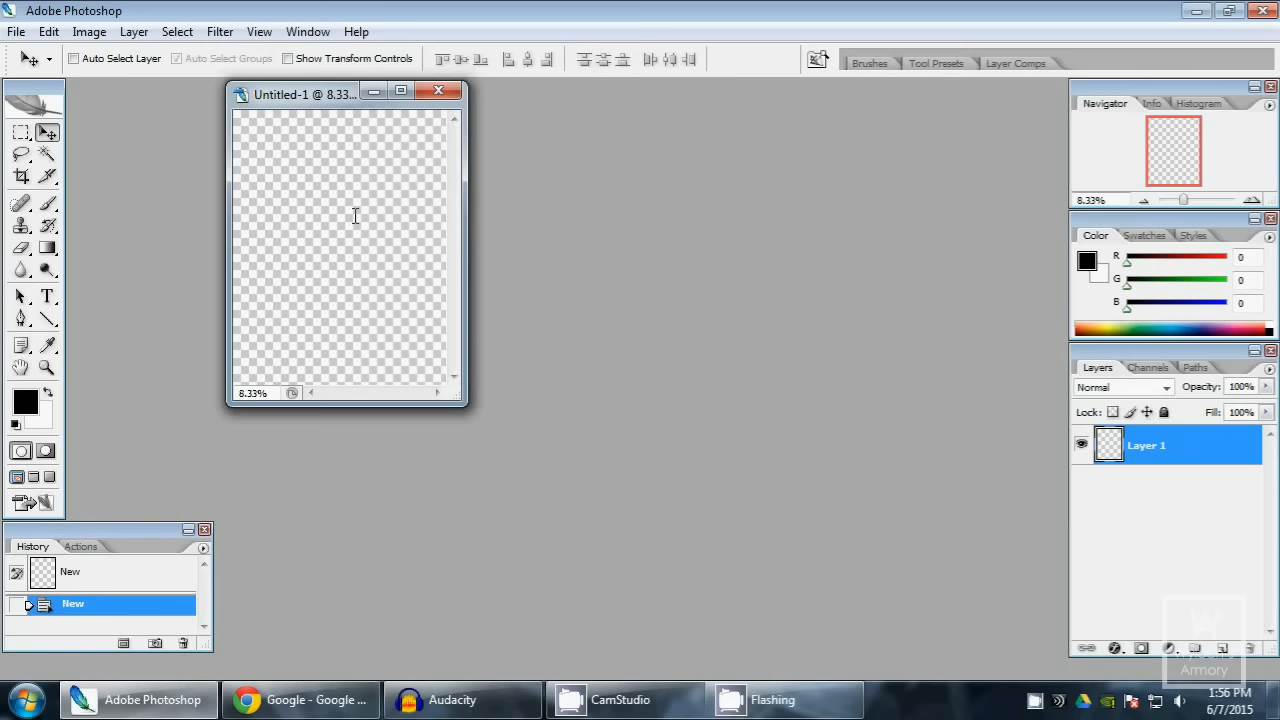 Adobe Photoshop
File Edit Image Layer Select Filter View Window Help
Auto Select Layer Auto Select Groups Show Transform Controls
Brushes Tool Presets Layer Comps
Untitled-1 @ 8.33...
8.33%
Navigator Info Histogram
8.33%
Color Swatches Styles
R 0
G 0
B 0
Layers Channels Paths
Normal Opacity: 100%
Lock: Fill: 100%
Layer 1
T
History Actions
New
New
Armory
Adobe Photoshop Google - Google ... Audacity CamStudio Flashing
1:56 PM
6/7/2015